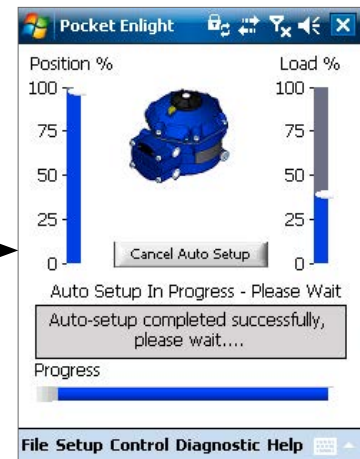 Pocket Enlight
Position %
Load %
100
75
50
25
0
100
75
50
25
0
Cancel Auto Setup
Auto Setup In Progress - Please Wait
Auto-setup completed successfully,
please wait....
Progress
File Setup Control Diagnostic Help